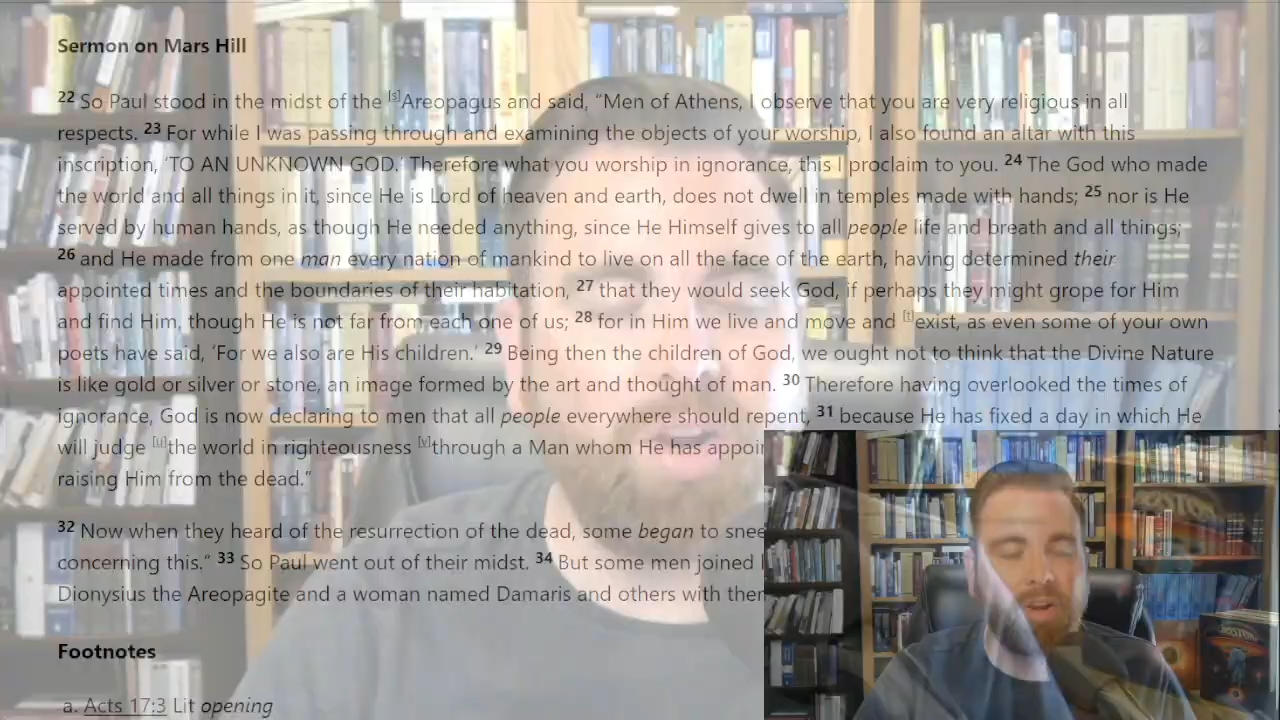 Sermon on Mars Hill
22 So Paul stood in the midst of the [s]Areopagus and said, “Men of Athens, I observe that you are very religious in all
respects. 23 For while I was passing through and examining the objects of your worship, I also found an altar with this
inscription, ‘TO AN UNKNOWN GOD.’ Therefore what you worship in ignorance, this I proclaim to you. 24 The God who made
the world and all things in it, since He is Lord of heaven and earth, does not dwell in temples made with hands; 25 nor is He
served by human hands, as though He needed anything, since He Himself gives to all people life and breath and all things;
26 and He made from one man every nation of mankind to live on all the face of the earth, having determined their
appointed times and the boundaries of their habitation, 27 that they would seek God, if perhaps they might grope for Him
and find Him, though He is not far from each one of us; 28 for in Him we live and move and [t]exist, as even some of your own
poets have said, ‘For we also are His children.’ 29 Being then the children of God, we ought not to think that the Divine Nature
is like gold or silver or stone, an image formed by the art and thought of man. 30 Therefore having overlooked the times of
ignorance, God is now declaring to men that all people everywhere should repent, 31 because He has fixed a day in which He
will judge [u]the world in righteousness [v]through a Man whom He has appoi
raising Him from the dead.”
32 Now when they heard of the resurrection of the dead, some began to snee
concerning this.” 33 So Paul went out of their midst. 34 But some men joined
Dionysius the Areopagite and a woman named Damaris and others with ther
Footnotes
a. Acts 17:3 Lit opening